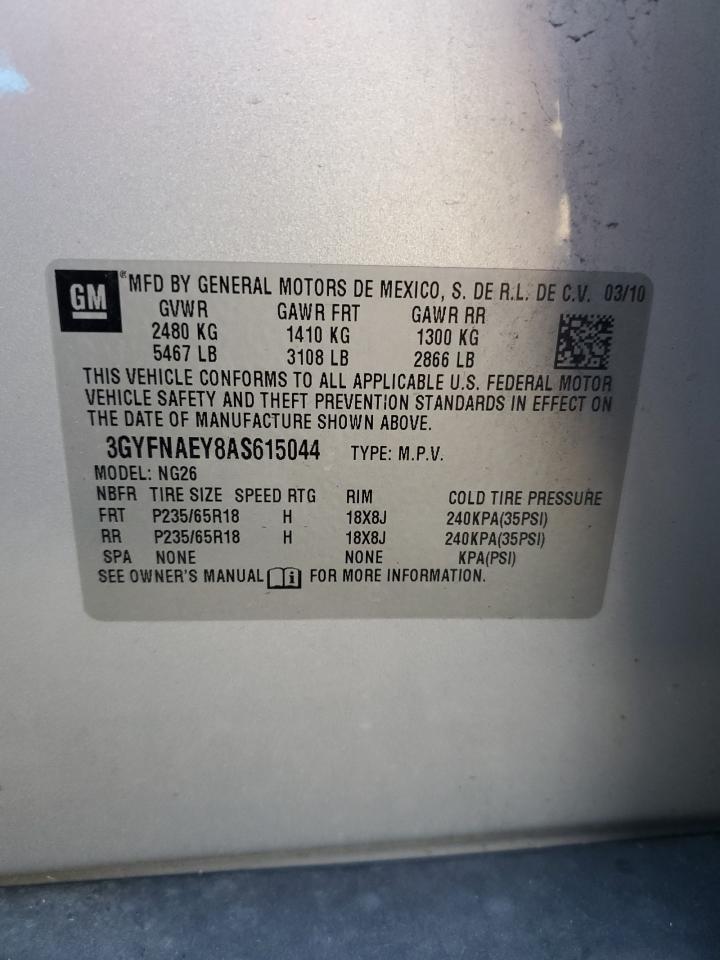 GM ® MFD BY GENERAL MOTORS DE MEXICO, S. DE R.L. DE C.V. 03/10
GVWR GAWR FRT GAWR RR
2480 KG 1410 KG 1300 KG
5467 LB 3108 LB 2866 LB
THIS VEHICLE CONFORMS TO ALL APPLICABLE U.S. FEDERAL MOTOR
VEHICLE SAFETY AND THEFT PREVENTION STANDARDS IN EFFECT ON
THE DATE OF MANUFACTURE SHOWN ABOVE.
3GYFNAEY8AS615044 TYPE: M.P.V.
MODEL: NG26
NBFR TIRE SIZE SPEED RTG RIM COLD TIRE PRESSURE
FRT P235/65R18 H 18X8J 240KPA(35PSI)
RR P235/65R18 H 18X8J 240KPA(35PSI)
SPA NONE NONE KPA(PSI)
SEE OWNER'S MANUAL i FOR MORE INFORMATION.